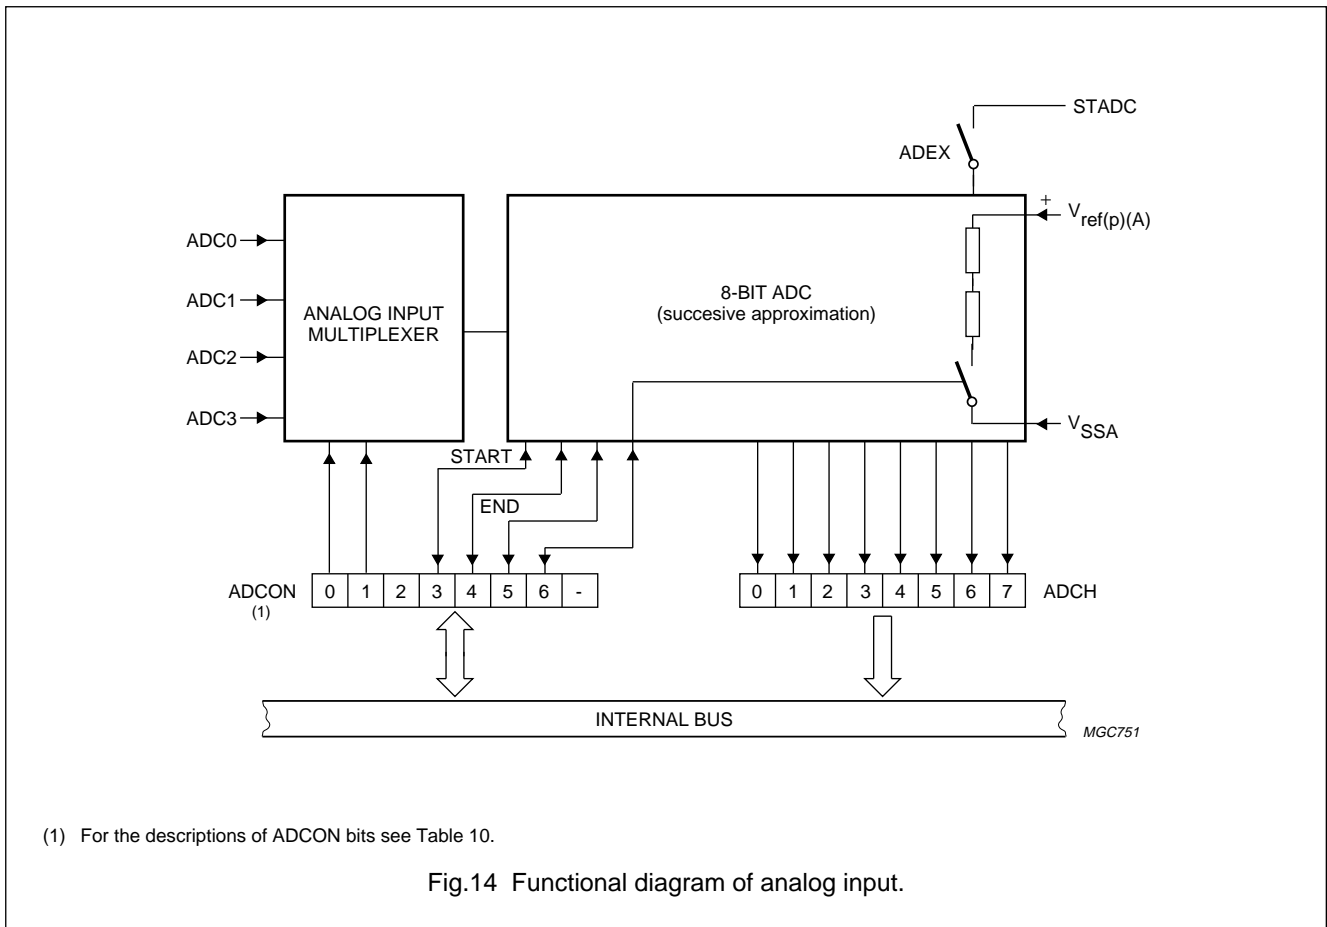 STADC
ADEX
+
Vref(p)(A)
ADC0
ADC1
ADC2
ADC3
ANALOG INPUT
MULTIPLEXER
8-BIT ADC
(succesive approximation)
VSSA
START
END
ADCON
(1)
0 1 2 3 4 5 6 -
0 1 2 3 4 5 6 7
ADCH
INTERNAL BUS
MGC751
(1) For the descriptions of ADCON bits see Table 10.
Fig.14 Functional diagram of analog input.